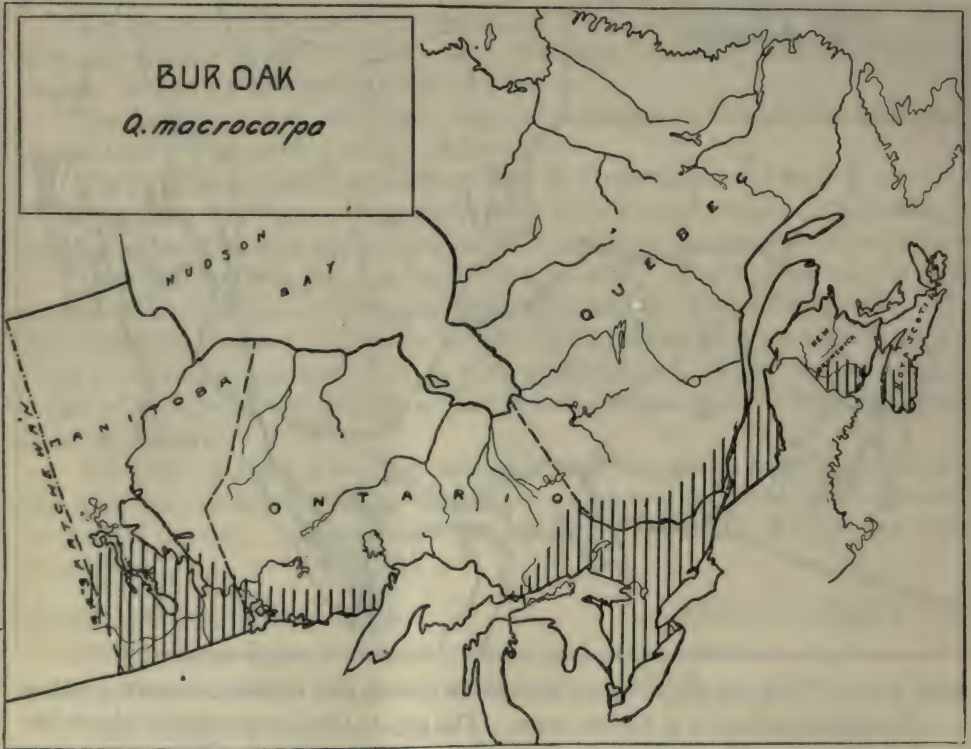 BUR OAK
Q. macrocarpa
HUDSON
BAY
QUEBEC
MANITOBA
ONTARIO
NEW
BRUNSWICK
NOVA SCOTIA